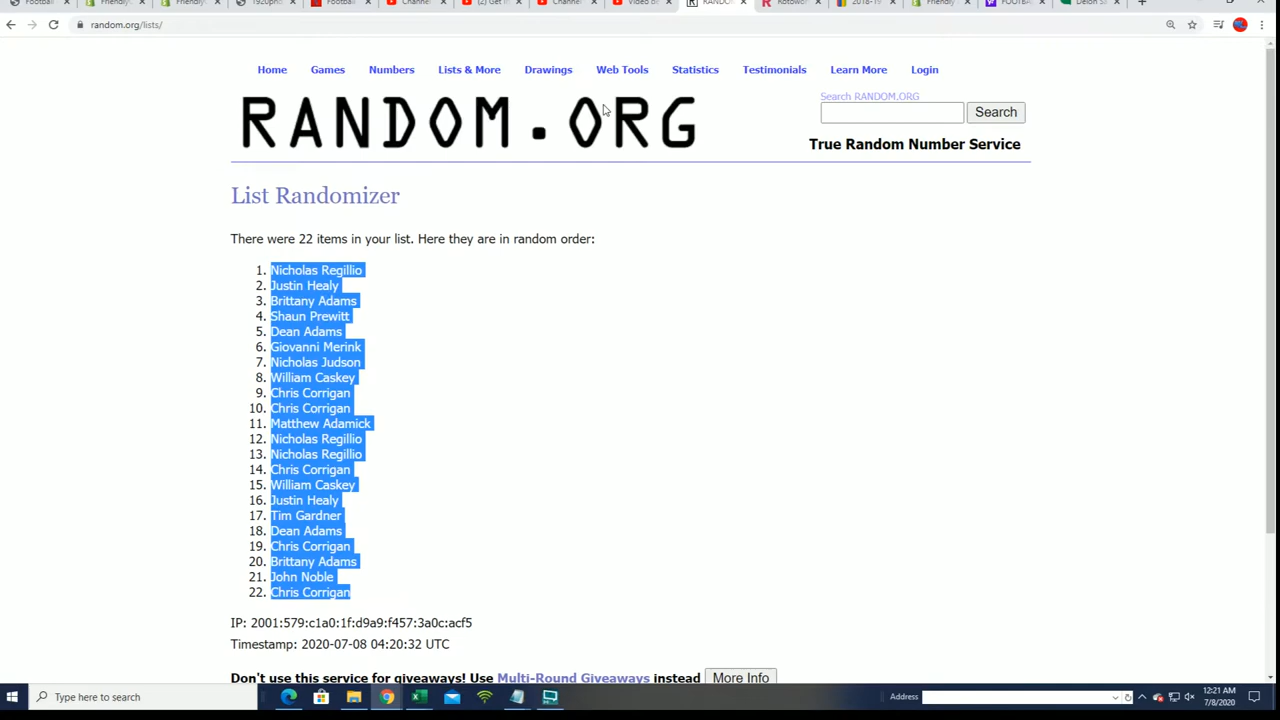 random.org/lists/
Home Games Numbers Lists & More Drawings Web Tools Statistics Testimonials Learn More Login
RANDOM.ORG
Search RANDOM.ORG
Search
True Random Number Service
List Randomizer
There were 22 items in your list. Here they are in random order:
1. Nicholas Regillio
2. Justin Healy
3. Brittany Adams
4. Shaun Prewitt
5. Dean Adams
6. Giovanni Merink
7. Nicholas Judson
8. William Caskey
9. Chris Corrigan
10. Chris Corrigan
11. Matthew Adamick
12. Nicholas Regillio
13. Nicholas Regillio
14. Chris Corrigan
15. William Caskey
16. Justin Healy
17. Tim Gardner
18. Dean Adams
19. Chris Corrigan
20. Brittany Adams
21. John Noble
22. Chris Corrigan
IP: 2001:579:c1a0:1f:d9a9:f457:3a0c:acf5
Timestamp: 2020-07-08 04:20:32 UTC
Don't use this service for giveaways! Use Multi-Round Giveaways instead More Info
Type here to search
Address
12:21 AM
7/8/2020